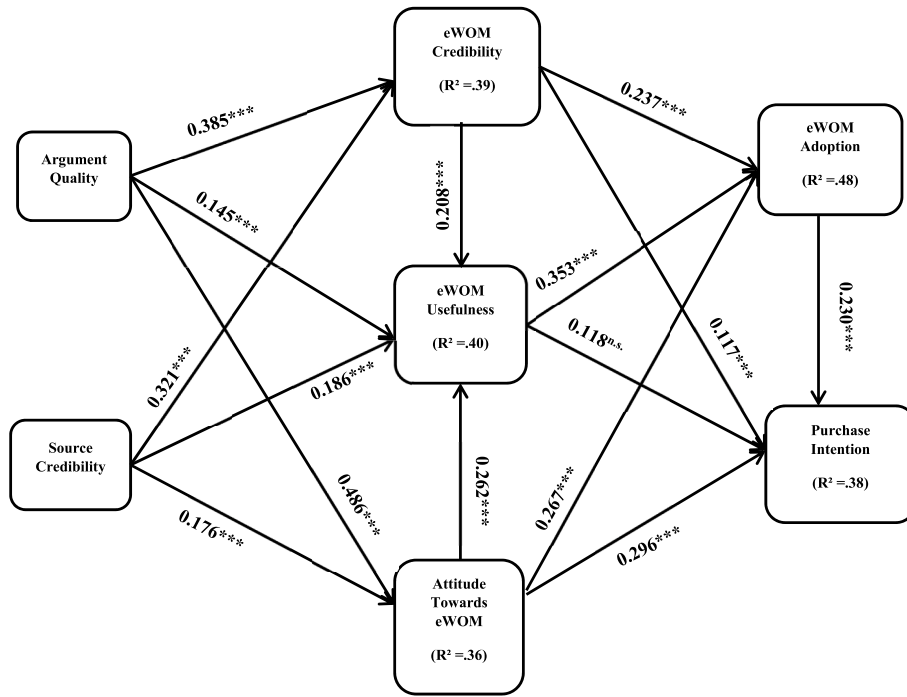 eWOM
Credibility
(R² =.39)
0.385***
0.237***
eWOM
Adoption
(R² =.48)
Argument
Quality
0.208***
0.145***
eWOM
Usefulness
(R² =.40)
0.353***
0.118n.s.
0.117***
0.230***
0.321***
0.186***
Source
Credibility
Purchase
Intention
(R² =.38)
0.176***
0.486***
0.262***
0.267***
0.296***
Attitude
Towards
eWOM
(R² =.36)